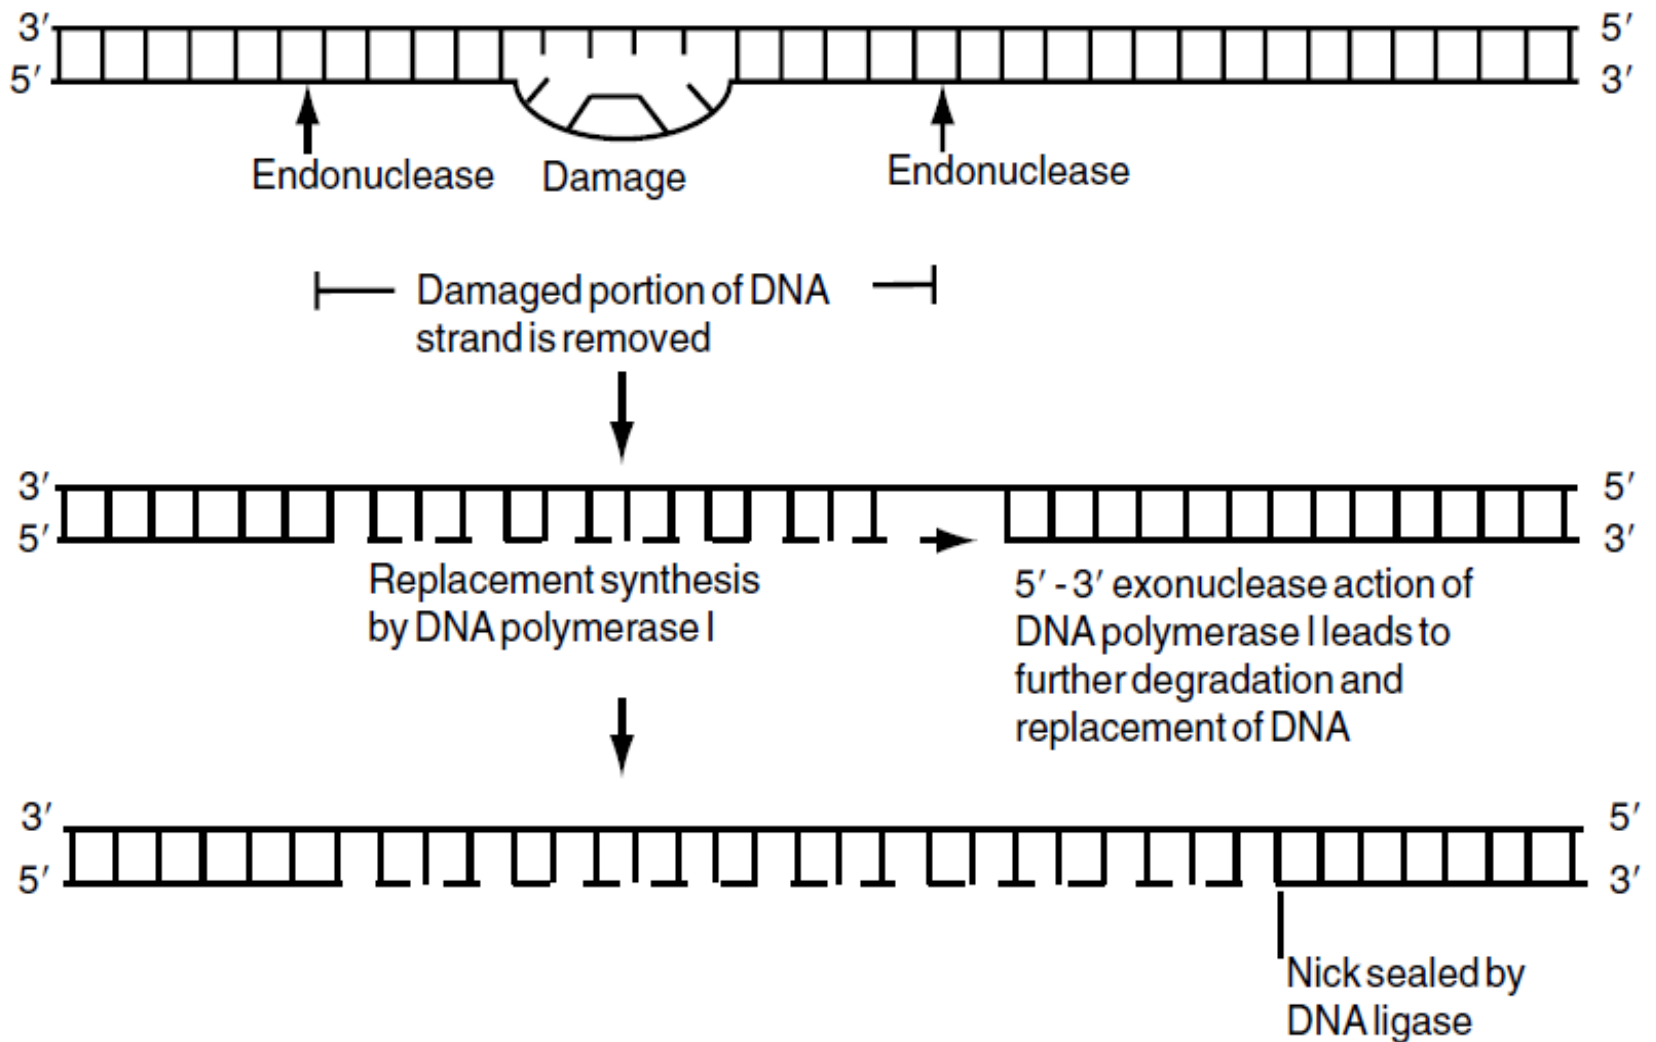 3′ 5′
5′ 3′
Endonuclease Damage Endonuclease
Damaged portion of DNA
strand is removed
3′ 5′
5′ 3′
Replacement synthesis
by DNA polymerase I
5′ - 3′ exonuclease action of
DNA polymerase I leads to
further degradation and
replacement of DNA
3′ 5′
5′ 3′
Nick sealed by
DNA ligase